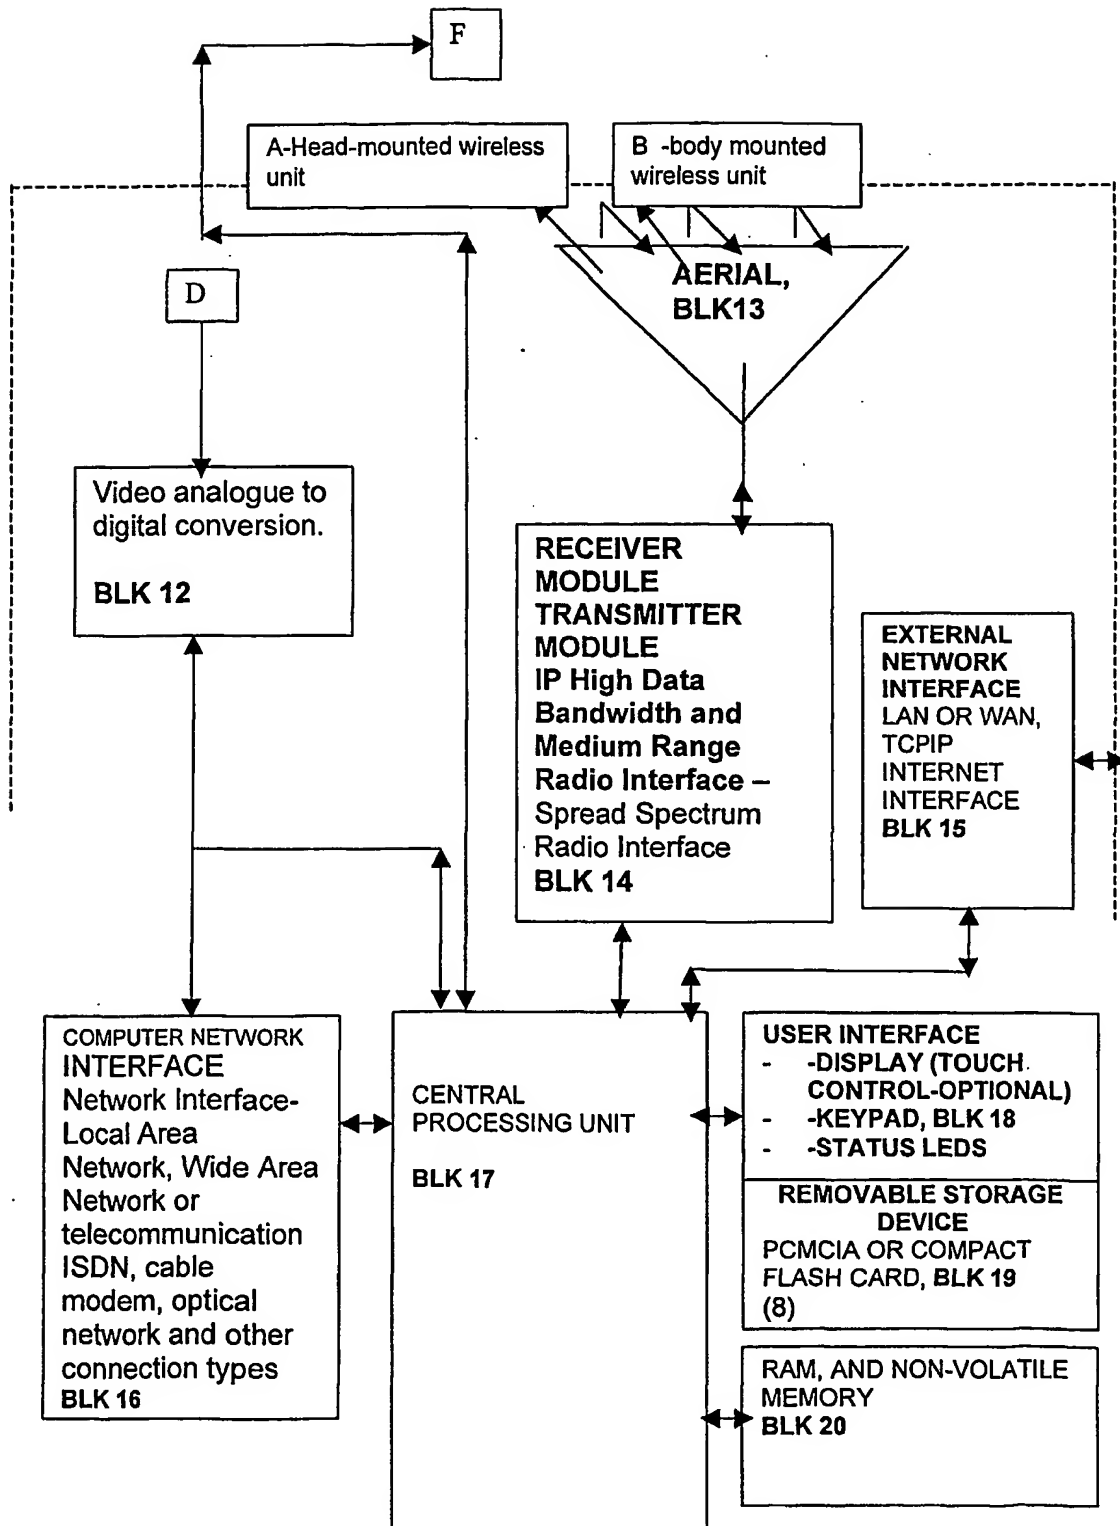 F
A-Head-mounted wireless
unit
B -body mounted
wireless unit
AERIAL,
BLK13
D
Video analogue to
digital conversion.
BLK 12
RECEIVER
MODULE
TRANSMITTER
MODULE
IP High Data
Bandwidth and
Medium Range
Radio Interface –
Spread Spectrum
Radio Interface
BLK 14
EXTERNAL
NETWORK
INTERFACE
LAN OR WAN,
TCPIP
INTERNET
INTERFACE
BLK 15
COMPUTER NETWORK
INTERFACE
Network Interface-
Local Area
Network, Wide Area
Network or
telecommunication
ISDN, cable
modem, optical
network and other
connection types
BLK 16
CENTRAL
PROCESSING UNIT
BLK 17
USER INTERFACE
- -DISPLAY (TOUCH
CONTROL-OPTIONAL)
- -KEYPAD, BLK 18
- -STATUS LEDS
REMOVABLE STORAGE
DEVICE
PCMCIA OR COMPACT
FLASH CARD, BLK 19
(8)
RAM, AND NON-VOLATILE
MEMORY
BLK 20